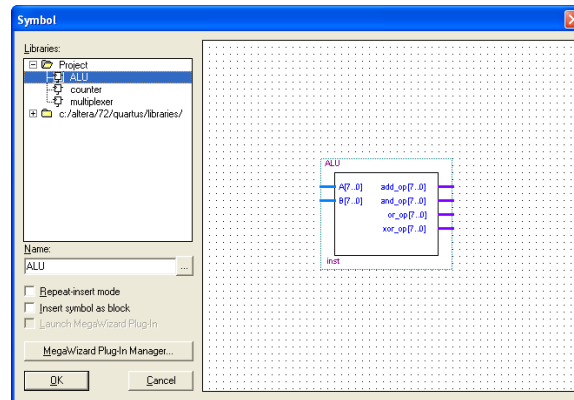 Symbol
Libraries:
Project
ALU
counter
multiplexer
c:/altera/72/quartus/libraries/
Name:
ALU
...
Repeat-insert mode
Insert symbol as block
Launch MegaWizard Plug-In
MegaWizard Plug-In Manager...
OK
Cancel
ALU
A[7..0] add_op[7..0]
B[7..0] and_op[7..0]
or_op[7..0]
xor_op[7..0]
inst